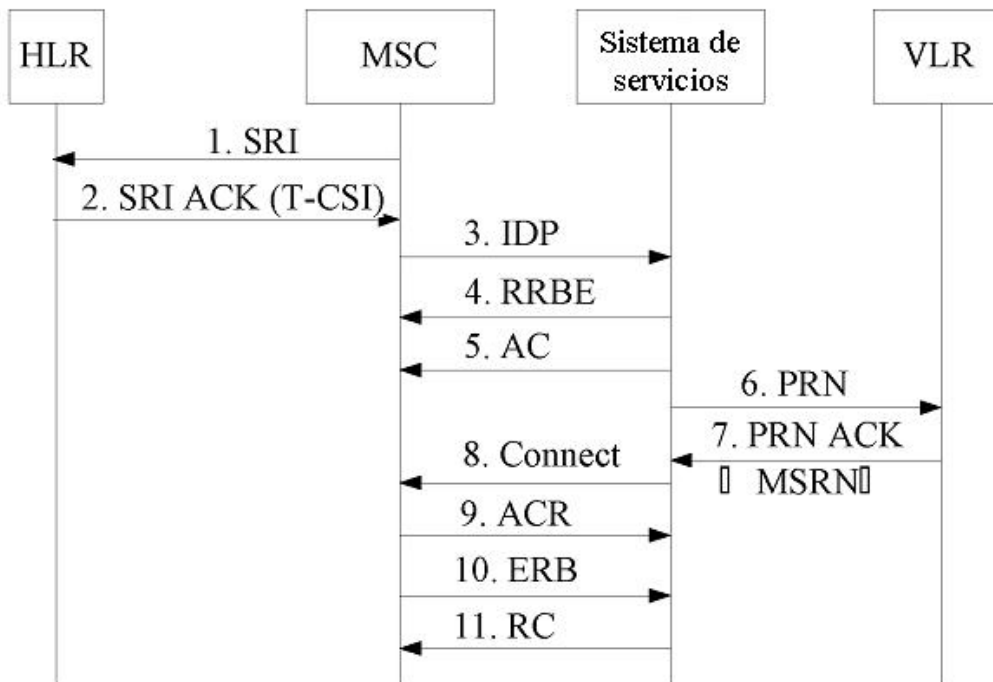 HLR
MSC
Sistema de
servicios
VLR
1. SRI
2. SRI ACK (T-CSI)
3. IDP
4. RRBE
5. AC
6. PRN
7. PRN ACK
▯ MSRN▯
8. Connect
9. ACR
10. ERB
11. RC